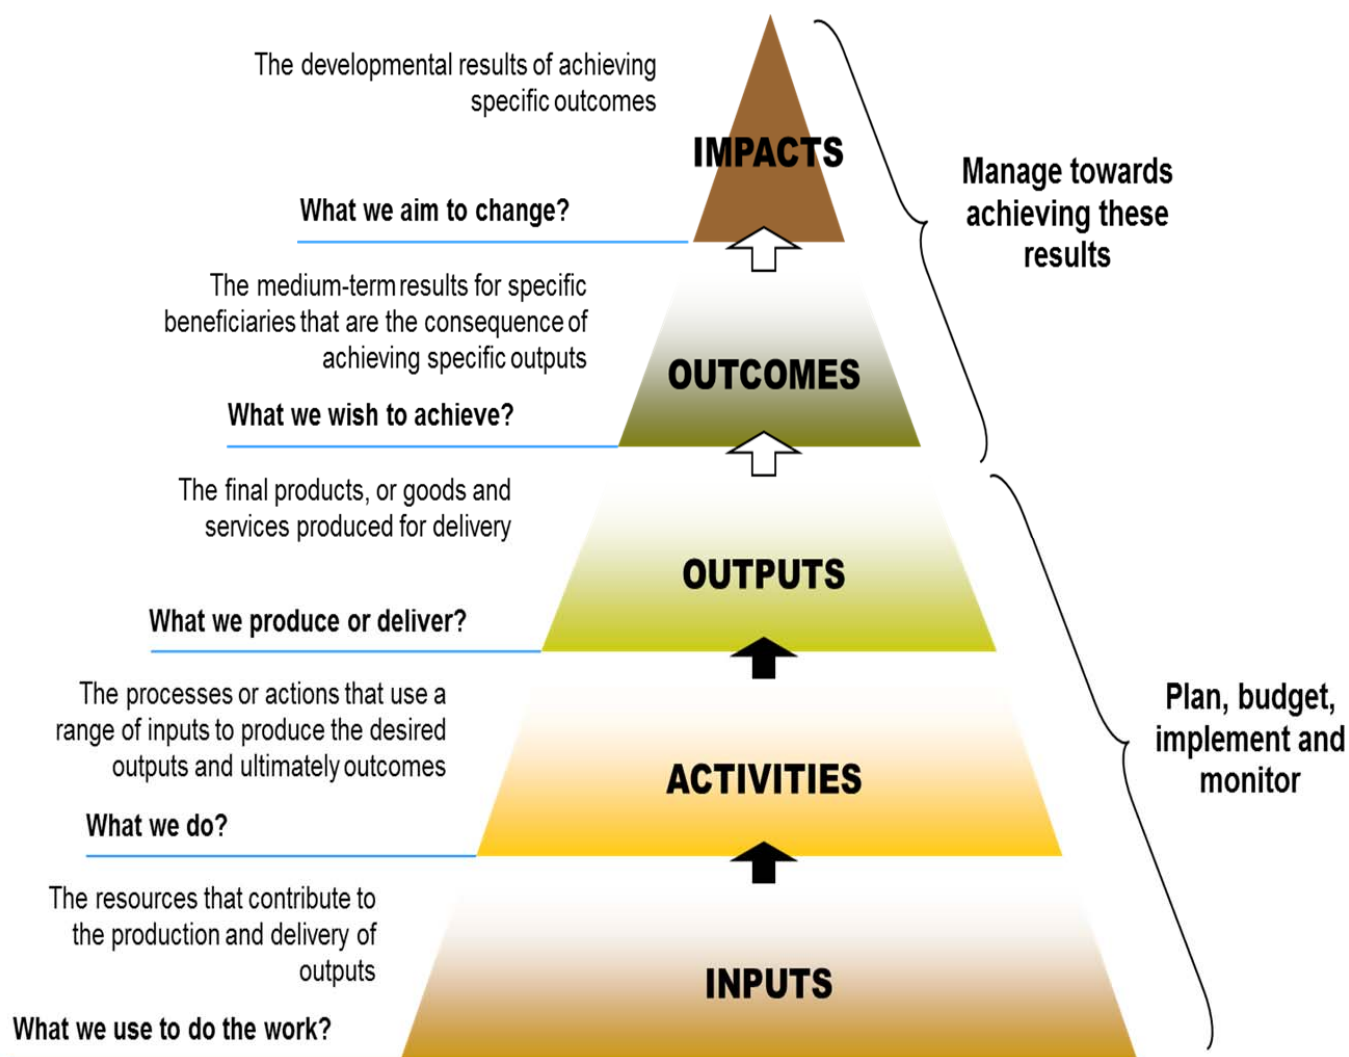 The developmental results of achieving
specific outcomes
IMPACTS
What we aim to change?
Manage towards
achieving these
results
The medium-term results for specific
beneficiaries that are the consequence of
achieving specific outputs
OUTCOMES
What we wish to achieve?
The final products, or goods and
services produced for delivery
OUTPUTS
What we produce or deliver?
The processes or actions that use a
range of inputs to produce the desired
outputs and ultimately outcomes
ACTIVITIES
What we do?
Plan, budget,
implement and
monitor
The resources that contribute to
the production and delivery of
outputs
INPUTS
What we use to do the work?